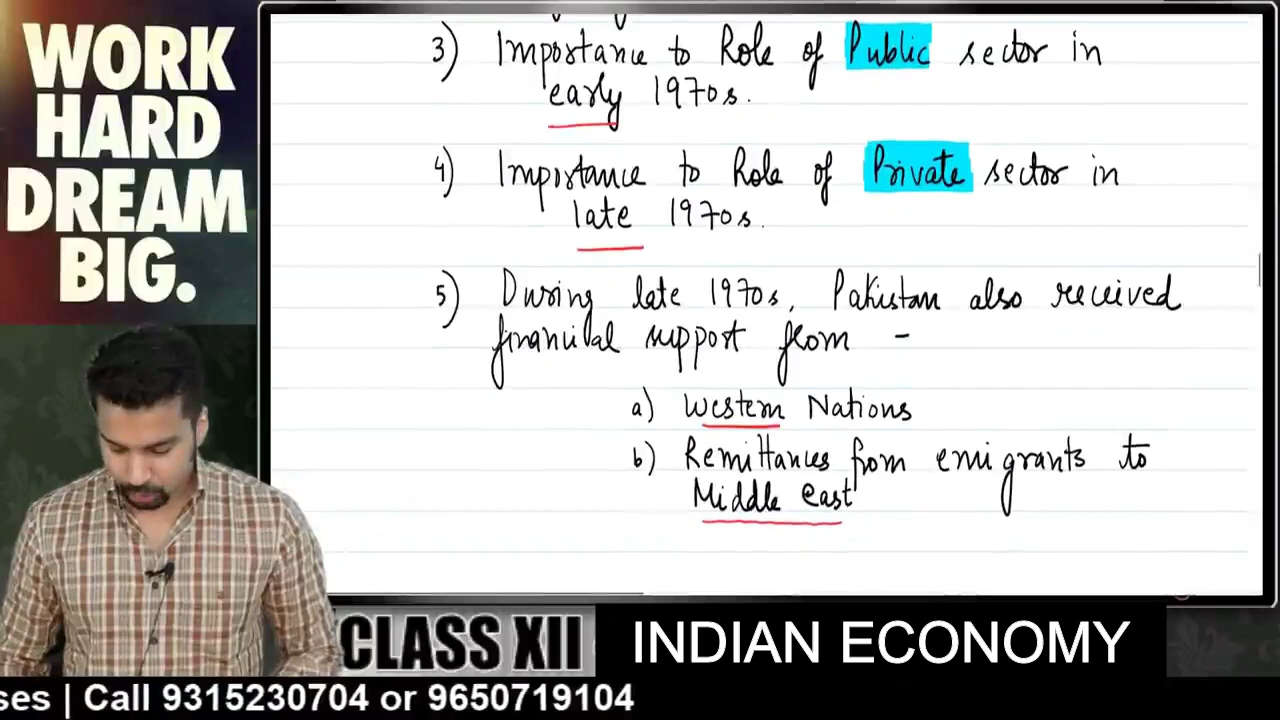 WORK
HARD
DREAM
BIG.
3) Importance to Role of Public sector in
early 1970s.
4) Importance to Role of Private sector in
late 1970s.
5) During late 1970s, Pakistan also received
financial support from -
a) Western Nations
b) Remittances from emigrants to
Middle East
CLASS XII
INDIAN ECONOMY
ses | Call 9315230704 or 9650719104